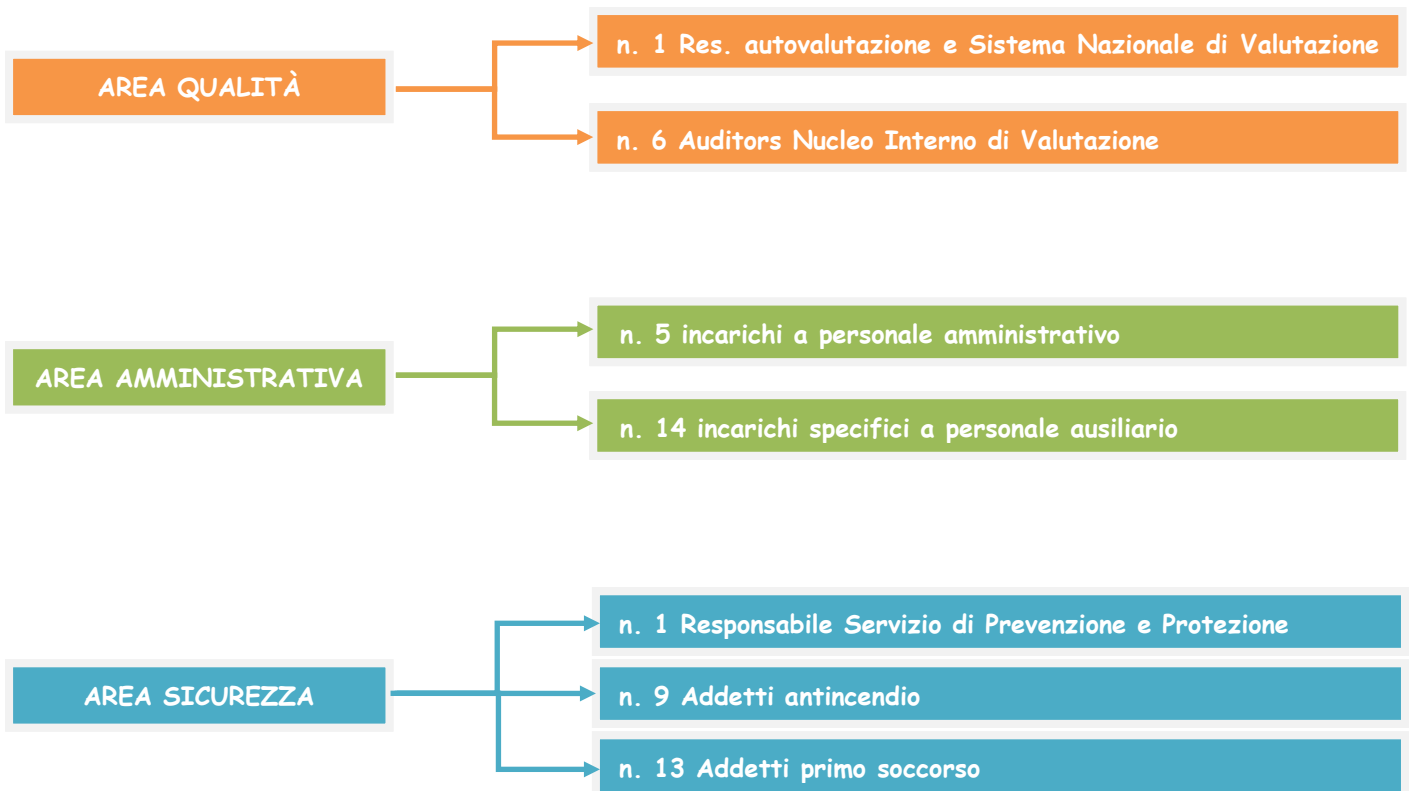 AREA QUALITÀ
n. 1 Res. autovalutazione e Sistema Nazionale di Valutazione
n. 6 Auditors Nucleo Interno di Valutazione
AREA AMMINISTRATIVA
n. 5 incarichi a personale amministrativo
n. 14 incarichi specifici a personale ausiliario
AREA SICUREZZA
n. 1 Responsabile Servizio di Prevenzione e Protezione
n. 9 Addetti antincendio
n. 13 Addetti primo soccorso